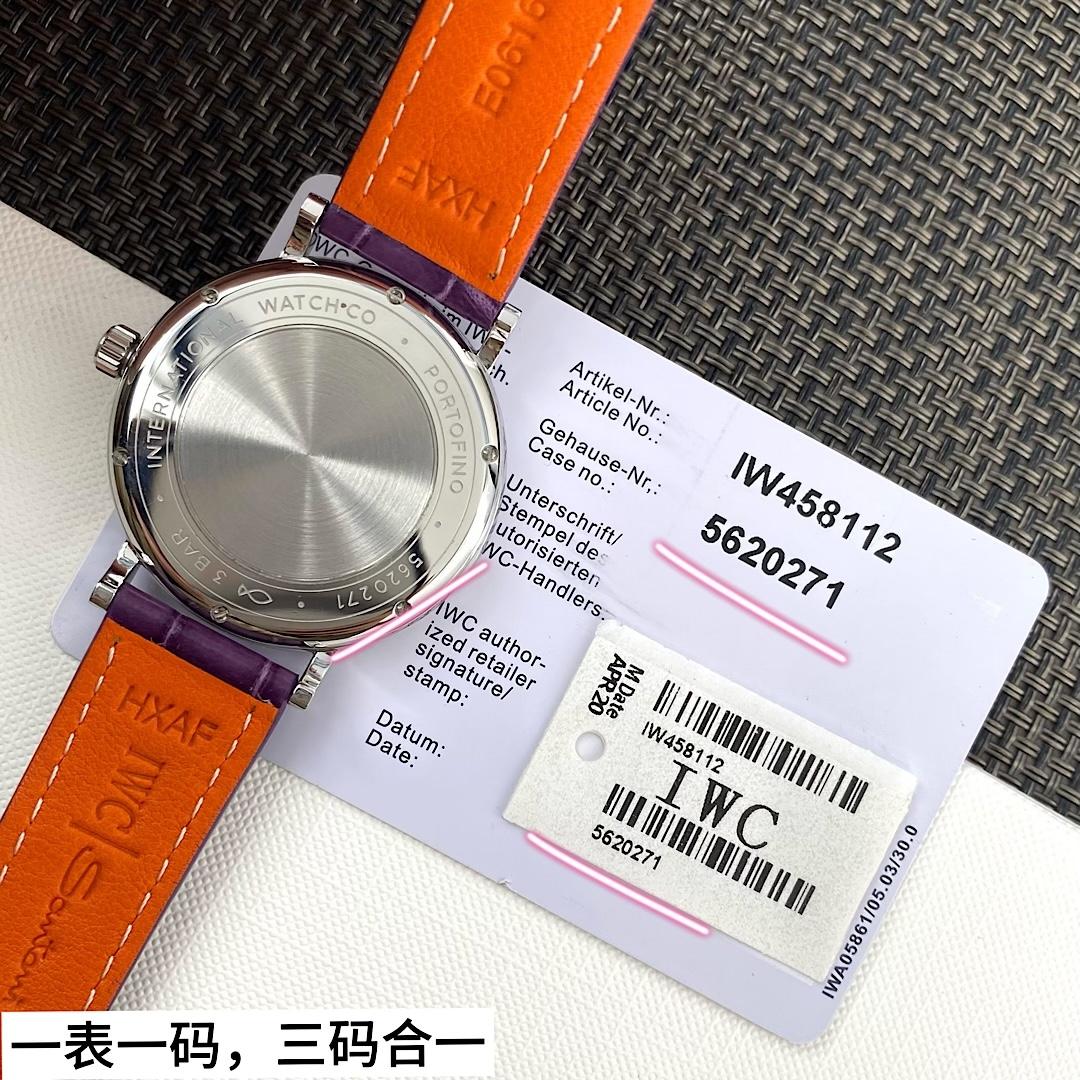 E0616
HXAF
INTERNATIONAL WATCH CO
PORTOFINO
5620271
3 BAR
HXAF
IWC
Santoni
Artikel-Nr.:
Article No.:
IW458112
Gehause-Nr,:
Case no.:
5620271
Unterschrift/
Stempel des
autorisierten
IWC-Handlers:
IWC author-
ized retailer
signature/
stamp:
Datum:
Date:
M Date
APR 20
IW458112
IWC
5620271
IWA05861/05.03/30.0
一表一码，三码合一